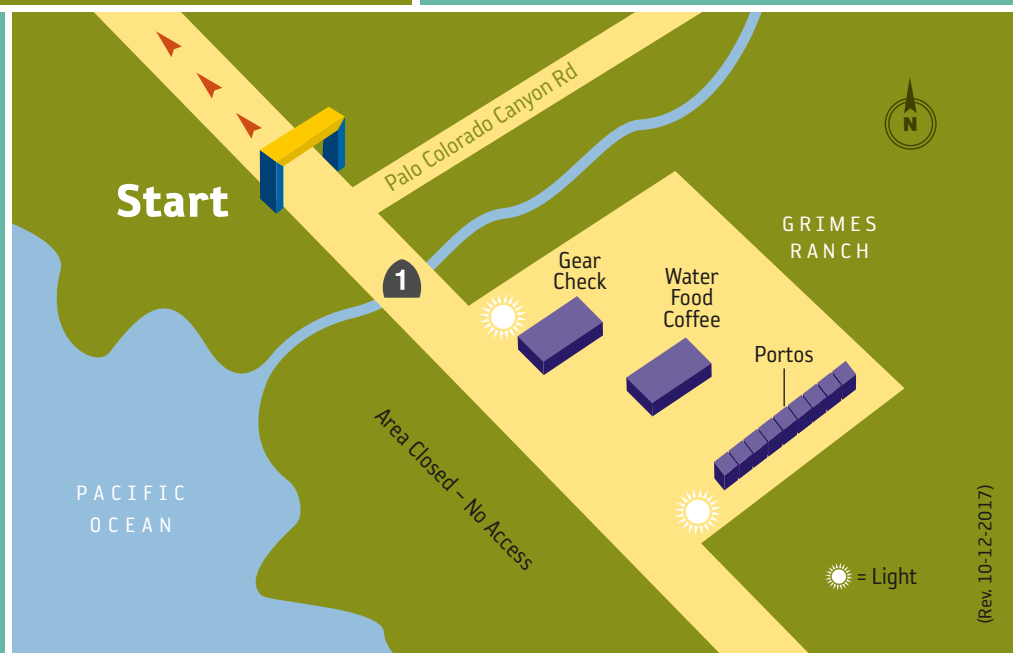 Palo Colorado Canyon Rd
N
Start
GRIMES
RANCH
1
Gear
Check
Water
Food
Coffee
Portos
Area Closed – No Access
PACIFIC
OCEAN
= Light
(Rev. 10-12-2017)